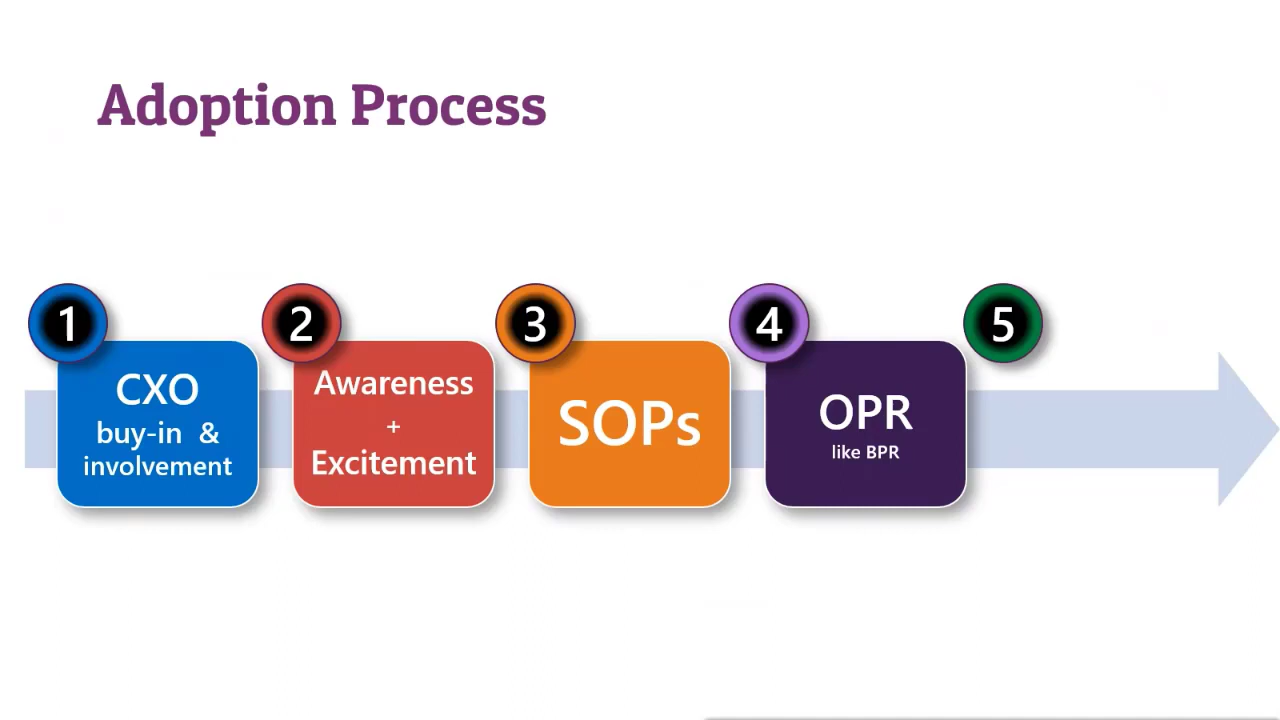 Adoption Process
1
CXO
buy-in &
involvement
2
Awareness
+
Excitement
3
SOPs
4
OPR
like BPR
5